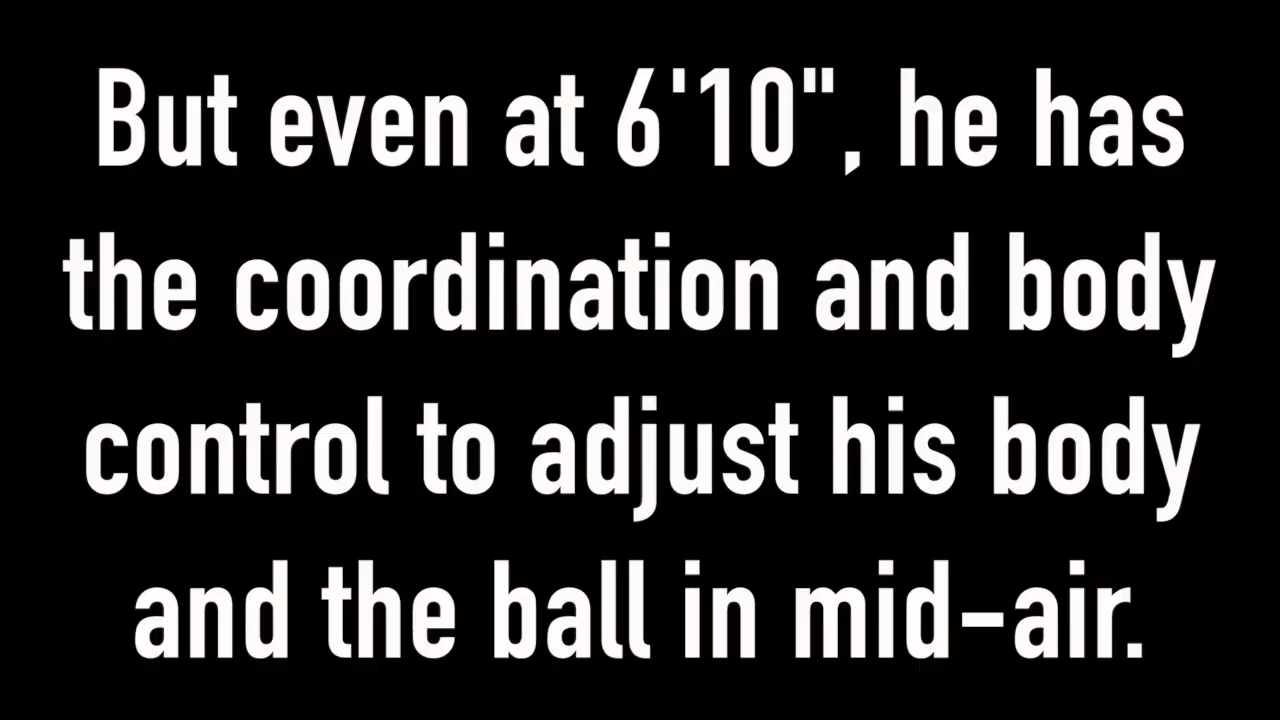 But even at 6'10", he has
the coordination and body
control to adjust his body
and the ball in mid-air.